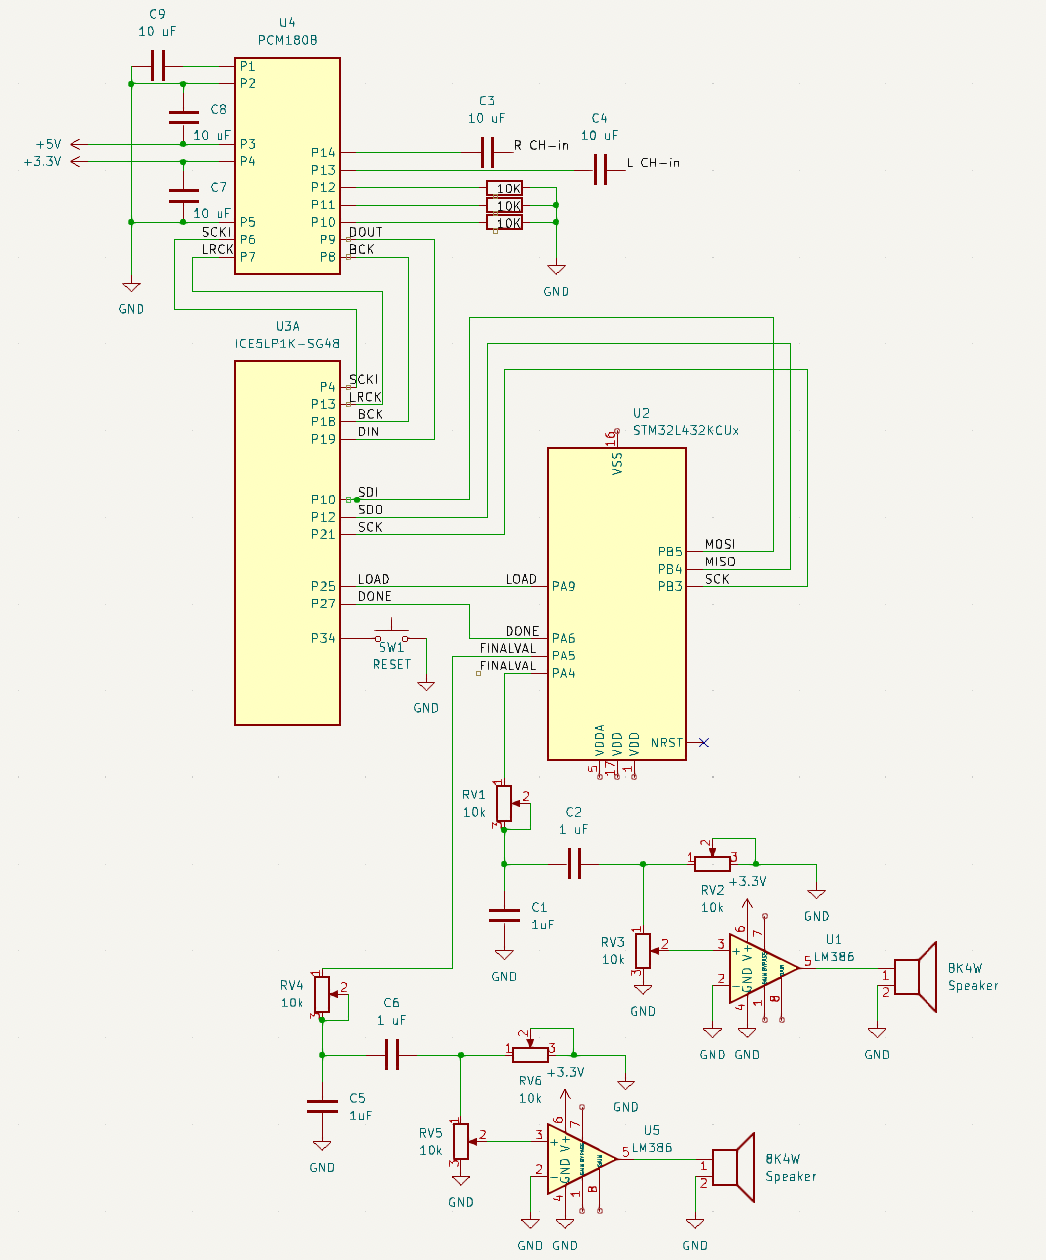 C9
10 uF
U4
PCM1808
P1
P2
C8
10 uF
+5V
P3
+3.3V
P4
C7
10 uF
P5
SCKI
P6
LRCK
P7
GND
P14
P13
P12
P11
P10
P9
DOUT
P8
BCK
C3
10 uF
R CH-in
C4
10 uF
L CH-in
10K
10K
10K
GND
U3A
ICE5LP1K-SG48
P4
SCKI
P13
LRCK
P18
BCK
P19
DIN
P10
SDI
P12
SDO
P21
SCK
P25
LOAD
P27
DONE
P34
SW1
RESET
GND
U2
STM32L432KCUx
16
VSS
PB5
MOSI
PB4
MISO
PB3
SCK
LOAD
PA9
DONE
PA6
FINALVAL
PA5
FINALVAL
PA4
NRST
VDDA
VDD
VDD
5
17
1
RV1
10k
1
2
3
C2
1 uF
C1
1uF
GND
RV2
10k
1
2
3
+3.3V
GND
RV3
10k
1
2
3
GND
U1
LM386
3
+
2
-
6
V+
7
5
GND
4
1
8
GND
GND
1
2
8K4W
Speaker
GND
RV4
10k
1
2
3
C6
1 uF
C5
1uF
GND
RV6
10k
1
2
3
+3.3V
GND
RV5
10k
1
2
3
GND
U5
LM386
3
+
2
-
6
V+
7
5
GND
4
1
8
GND
GND
1
2
8K4W
Speaker
GND